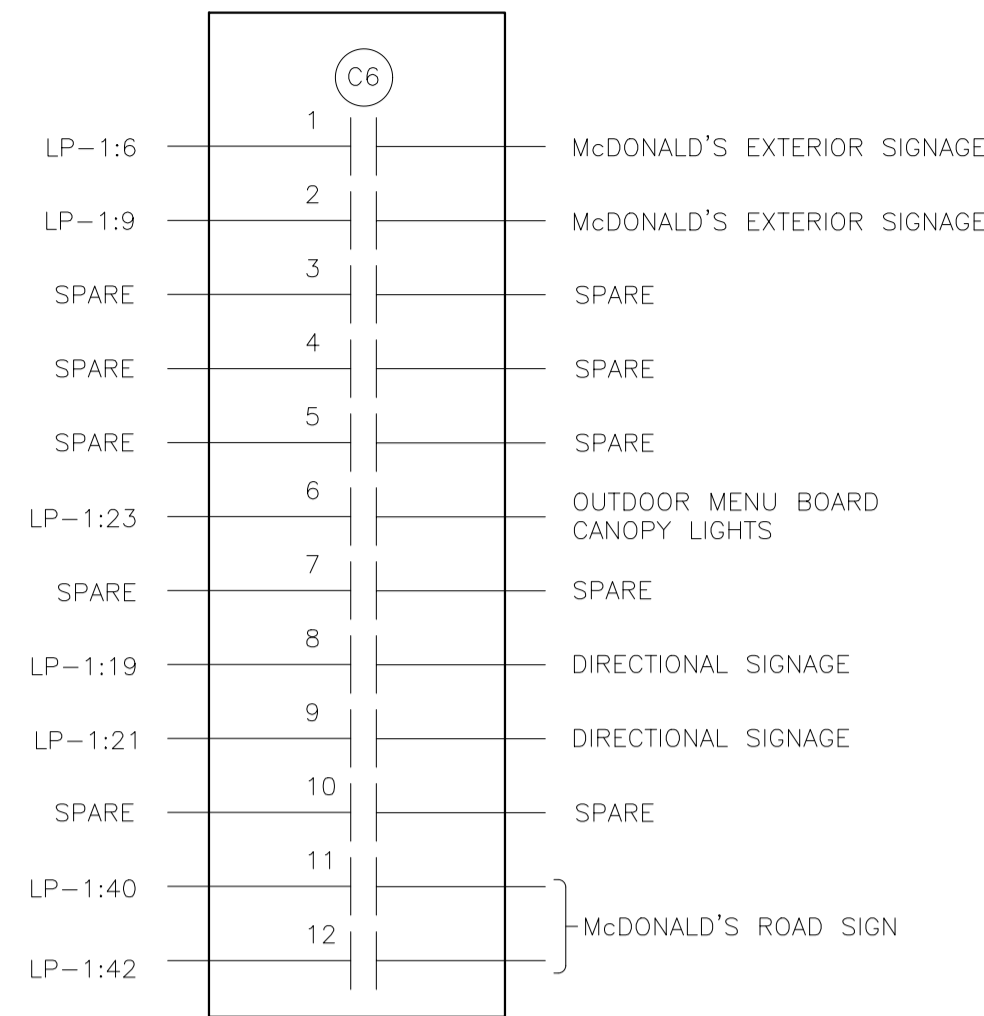 C6
1
LP-1:6 McDONALD'S EXTERIOR SIGNAGE
2
LP-1:9 McDONALD'S EXTERIOR SIGNAGE
3
SPARE SPARE
4
SPARE SPARE
5
SPARE SPARE
6
LP-1:23 OUTDOOR MENU BOARD
CANOPY LIGHTS
7
SPARE SPARE
8
LP-1:19 DIRECTIONAL SIGNAGE
9
LP-1:21 DIRECTIONAL SIGNAGE
10
SPARE SPARE
11
LP-1:40
McDONALD'S ROAD SIGN
12
LP-1:42